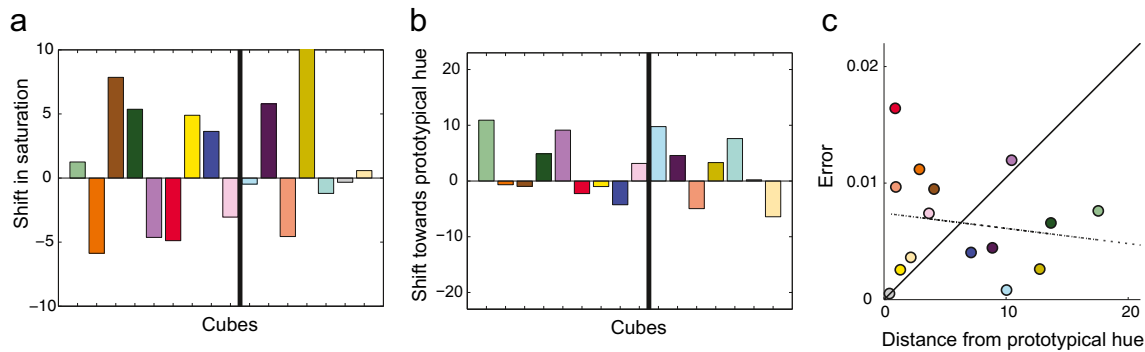 a
10
5
0
−5
−10
Shift in saturation
Cubes
b
20
10
0
−10
−20
Shift towards prototypical hue
Cubes
c
0.02
0.01
0
Error
0
10
20
Distance from prototypical hue